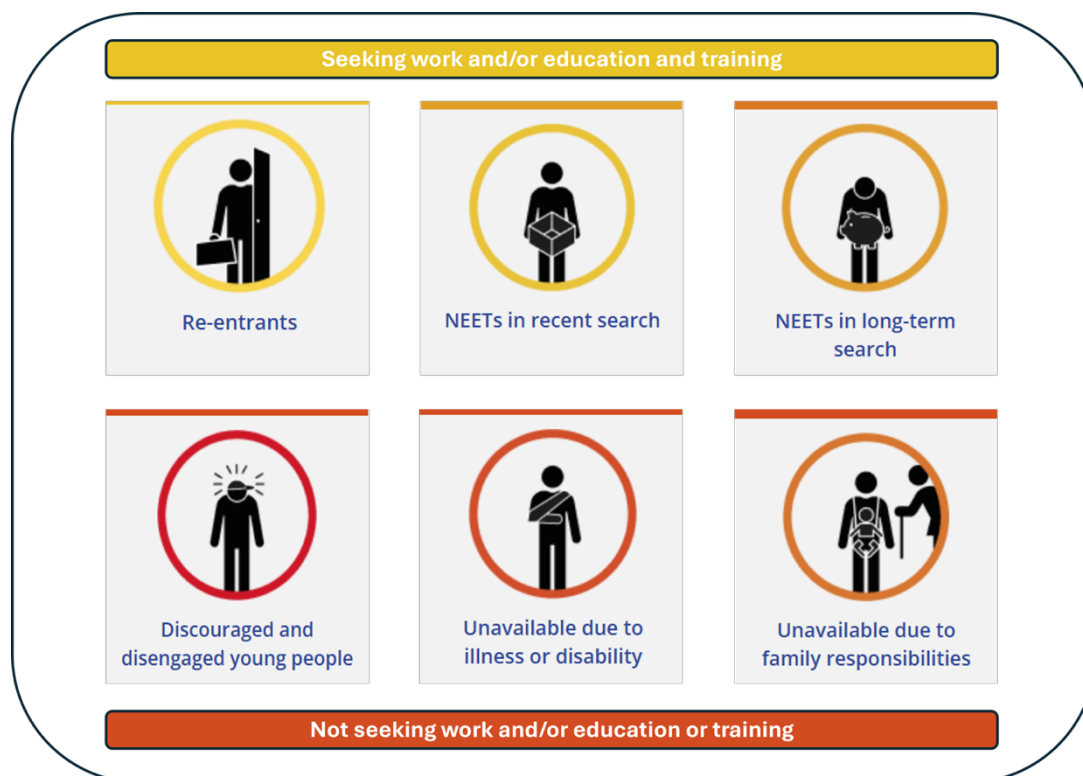 Seeking work and/or education and training
Re-entrants
NEETs in recent search
NEETs in long-term
search
Discouraged and
disengaged young people
Unavailable due to
illness or disability
Unavailable due to
family responsibilities
Not seeking work and/or education or training